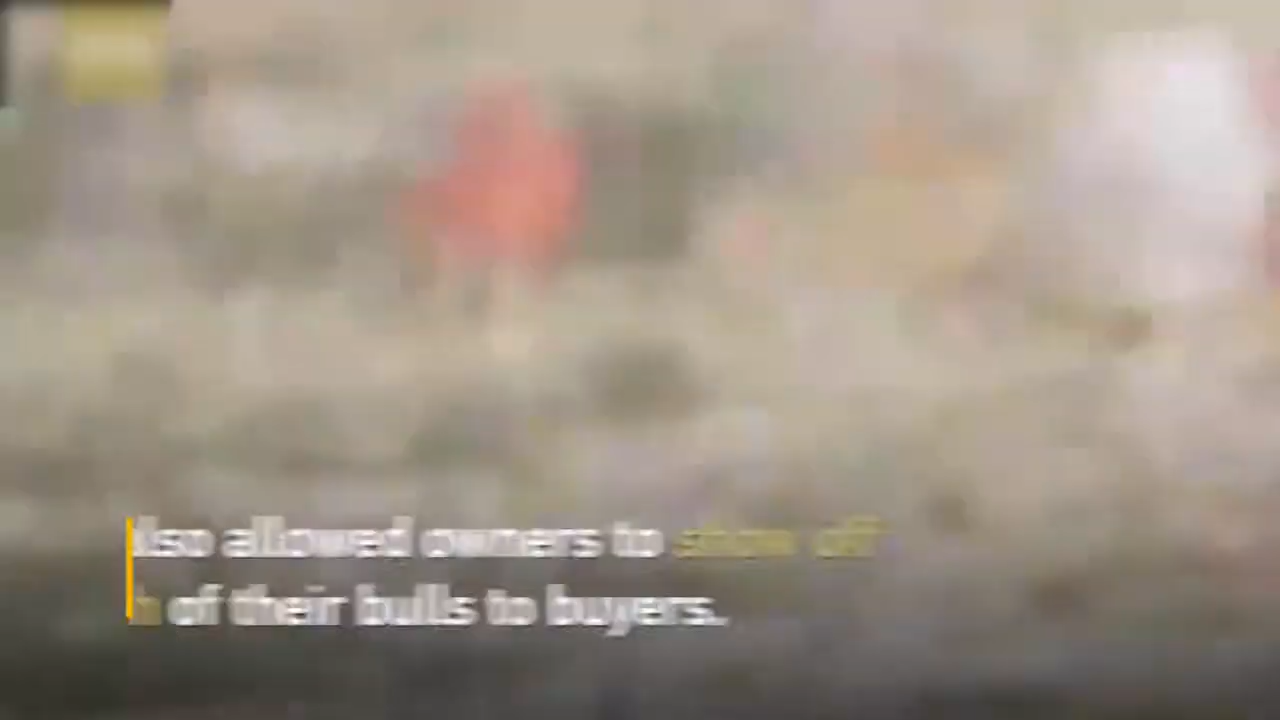 lso allowed owners to show off
h of their bulls to buyers.